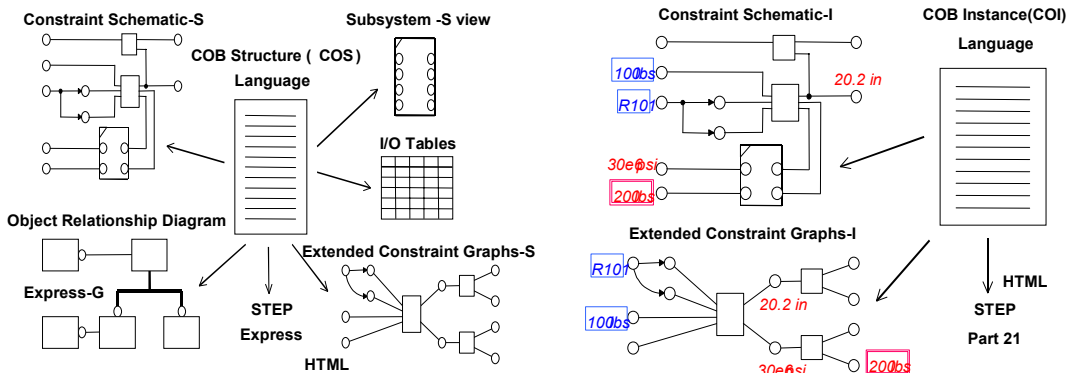 Constraint Schematic-S
Subsystem -S view
COB Structure ( COS)
Language
I/O Tables
Object Relationship Diagram
Express-G
STEP
Express
HTML
Extended Constraint Graphs-S
Constraint Schematic-I
COB Instance(COI)
Language
100lbs
R101
20.2 in
30e6psi
200lbs
Extended Constraint Graphs-I
R101
100lbs
20.2 in
30e6psi
200lbs
HTML
STEP
Part 21